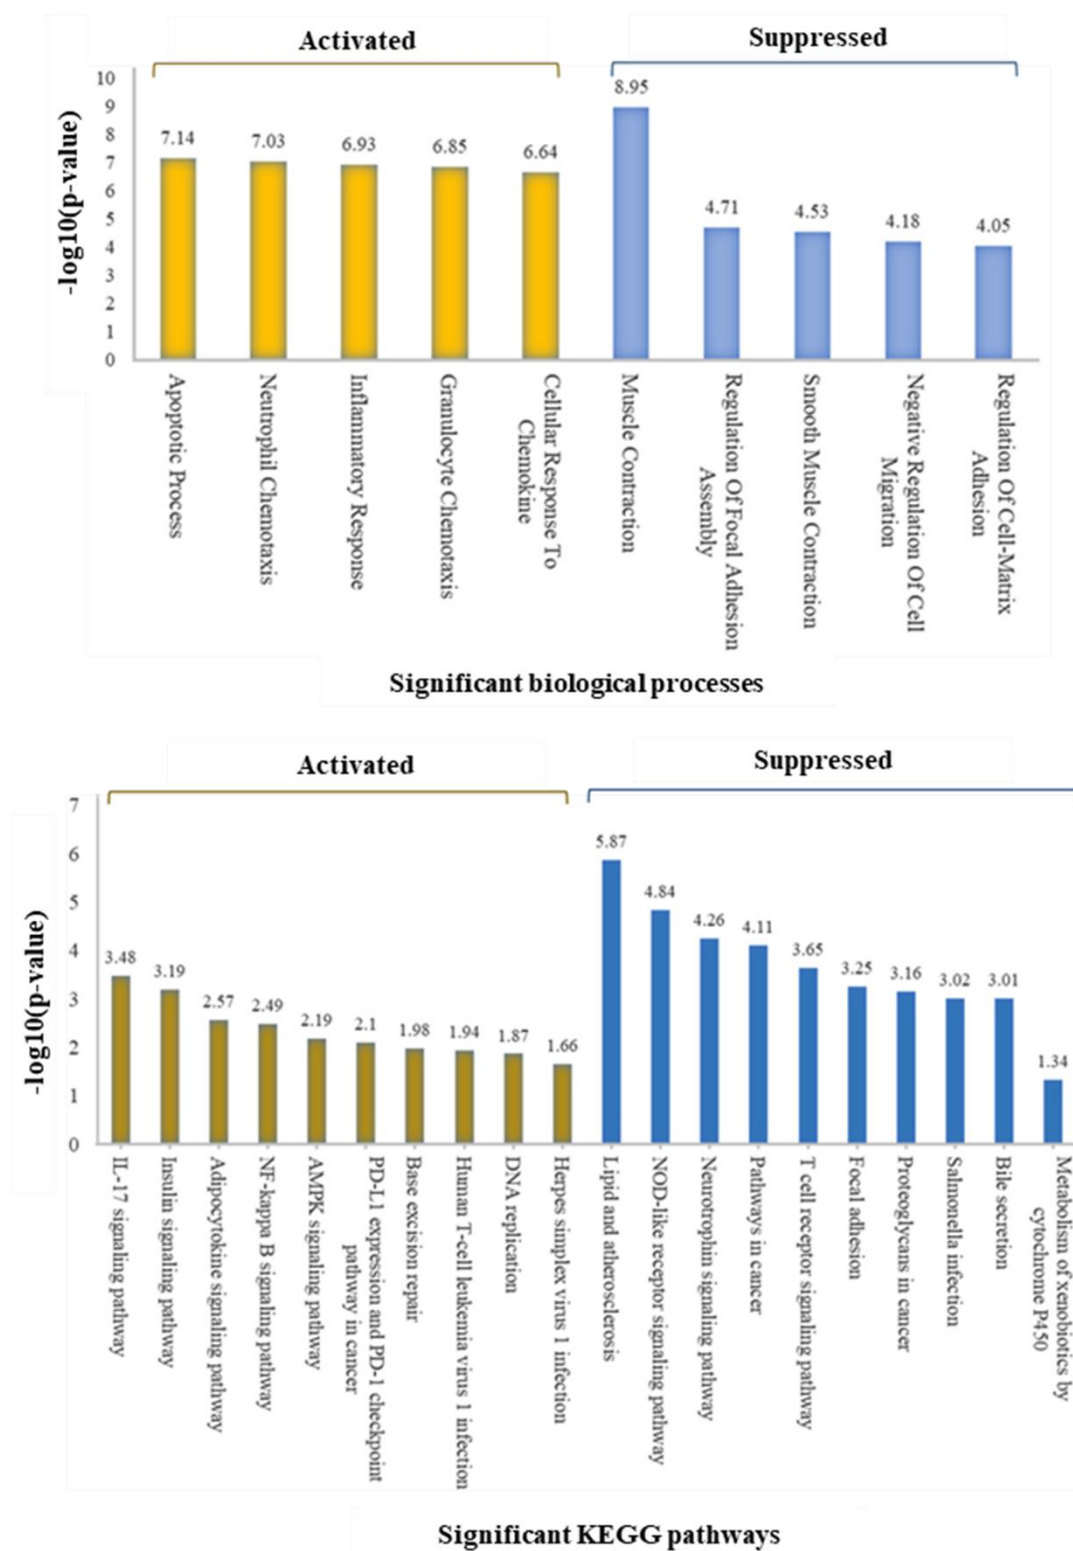 Activated
Suppressed
-log10(p-value)
10
9
8
7
6
5
4
3
2
1
0
7.14
7.03
6.93
6.85
6.64
8.95
4.71
4.53
4.18
4.05
Apoptotic Process
Neutrophil Chemotaxis
Inflammatory Response
Granulocyte Chemotaxis
Cellular Response To
Chemokine
Muscle Contraction
Regulation Of Focal Adhesion
Assembly
Smooth Muscle Contraction
Negative Regulation Of Cell
Migration
Regulation Of Cell-Matrix
Adhesion
Significant biological processes
Activated
Suppressed
-log10(p-value)
7
6
5
4
3
2
1
0
3.48
3.19
2.57
2.49
2.19
2.1
1.98
1.94
1.87
1.66
5.87
4.84
4.26
4.11
3.65
3.25
3.16
3.02
3.01
1.34
IL-17 signaling pathway
Insulin signaling pathway
Adipocytokine signaling pathway
NF-kappa B signaling pathway
AMPK signaling pathway
PD-L1 expression and PD-1 checkpoint
pathway in cancer
Base excision repair
Human T-cell leukemia virus 1 infection
DNA replication
Herpes simplex virus 1 infection
Lipid and atherosclerosis
NOD-like receptor signaling pathway
Neurotrophin signaling pathway
Pathways in cancer
T cell receptor signaling pathway
Focal adhesion
Proteoglycans in cancer
Salmonella infection
Bile secretion
Metabolism of xenobiotics by
cytochrome P450
Significant KEGG pathways